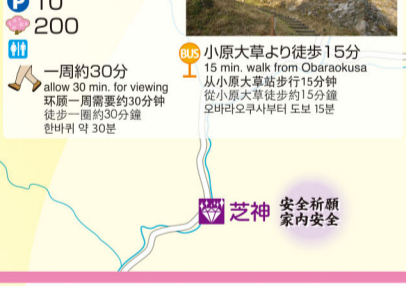 P 10
200
一周約30分
allow 30 min. for viewing
环顾一周需要约30分钟
徒步一圈約30分鐘
한바퀴 약 30분
BUS 小原大草より徒歩15分
15 min. walk from Obaraokusa
从小原大草站步行15分钟
從小原大草徒步約15分鐘
오바라오쿠사부터 도보 15분
芝神
安全祈願
家内安全